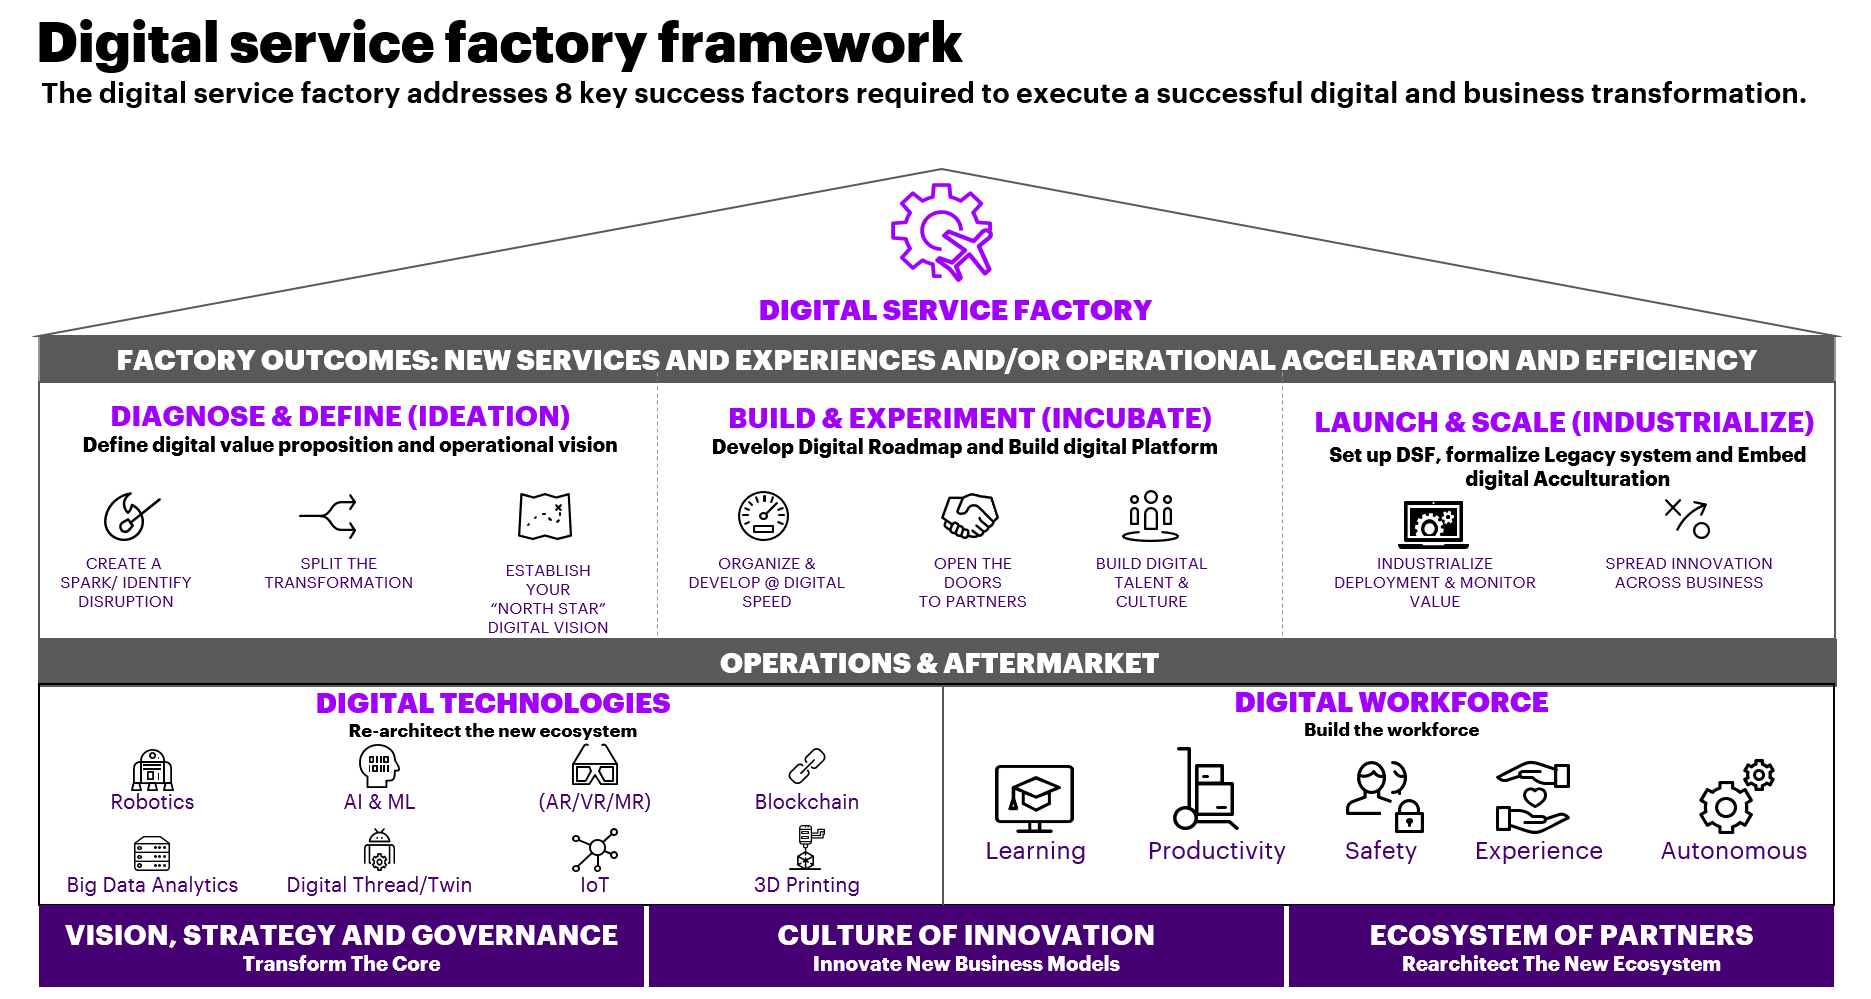 Digital service factory framework
The digital service factory addresses 8 key success factors required to execute a successful digital and business transformation.
DIGITAL SERVICE FACTORY
FACTORY OUTCOMES: NEW SERVICES AND EXPERIENCES AND/OR OPERATIONAL ACCELERATION AND EFFICIENCY
DIAGNOSE & DEFINE (IDEATION)
Define digital value proposition and operational vision
CREATE A
SPARK/ IDENTIFY
DISRUPTION
SPLIT THE
TRANSFORMATION
ESTABLISH
YOUR
“NORTH STAR”
DIGITAL VISION
BUILD & EXPERIMENT (INCUBATE)
Develop Digital Roadmap and Build digital Platform
ORGANIZE &
DEVELOP @ DIGITAL
SPEED
OPEN THE
DOORS
TO PARTNERS
BUILD DIGITAL
TALENT &
CULTURE
LAUNCH & SCALE (INDUSTRIALIZE)
Set up DSF, formalize Legacy system and Embed
digital Acculturation
INDUSTRIALIZE
DEPLOYMENT & MONITOR
VALUE
SPREAD INNOVATION
ACROSS BUSINESS
OPERATIONS & AFTERMARKET
DIGITAL TECHNOLOGIES
Re-architect the new ecosystem
Robotics
AI & ML
(AR/VR/MR)
Blockchain
Big Data Analytics
Digital Thread/Twin
IoT
3D Printing
DIGITAL WORKFORCE
Build the workforce
Learning
Productivity
Safety
Experience
Autonomous
VISION, STRATEGY AND GOVERNANCE
Transform The Core
CULTURE OF INNOVATION
Innovate New Business Models
ECOSYSTEM OF PARTNERS
Rearchitect The New Ecosystem